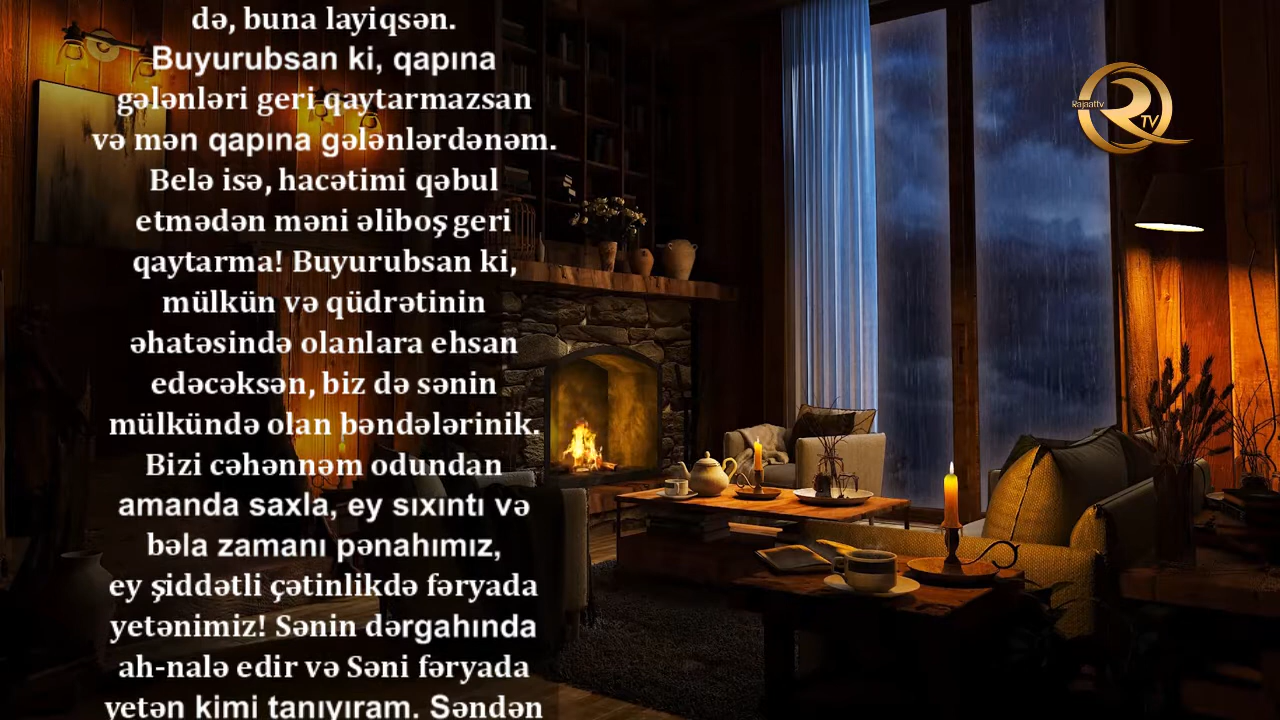 də, buna layiqsən.
Buyurubsan ki, qapına
gələnləri geri qaytarmazsan
və mən qapına gələnlərdənəm.
Belə isə, hacətimi qəbul
etmədən məni əliboş geri
qaytarma! Buyurubsan ki,
mülkün və qüdrətinin
əhatəsində olanlara ehsan
edəcəksən, biz də sənin
mülkündə olan bəndələrinik.
Bizi cəhənnəm odundan
amanda saxla, ey sıxıntı və
bəla zamanı pənahımız,
ey şiddətli çətinlikdə fəryada
yetənimiz! Sənin dərgahında
ah-nalə edir və Səni fəryada
yetən kimi tanıyıram. Səndən
Rajaattv
R TV